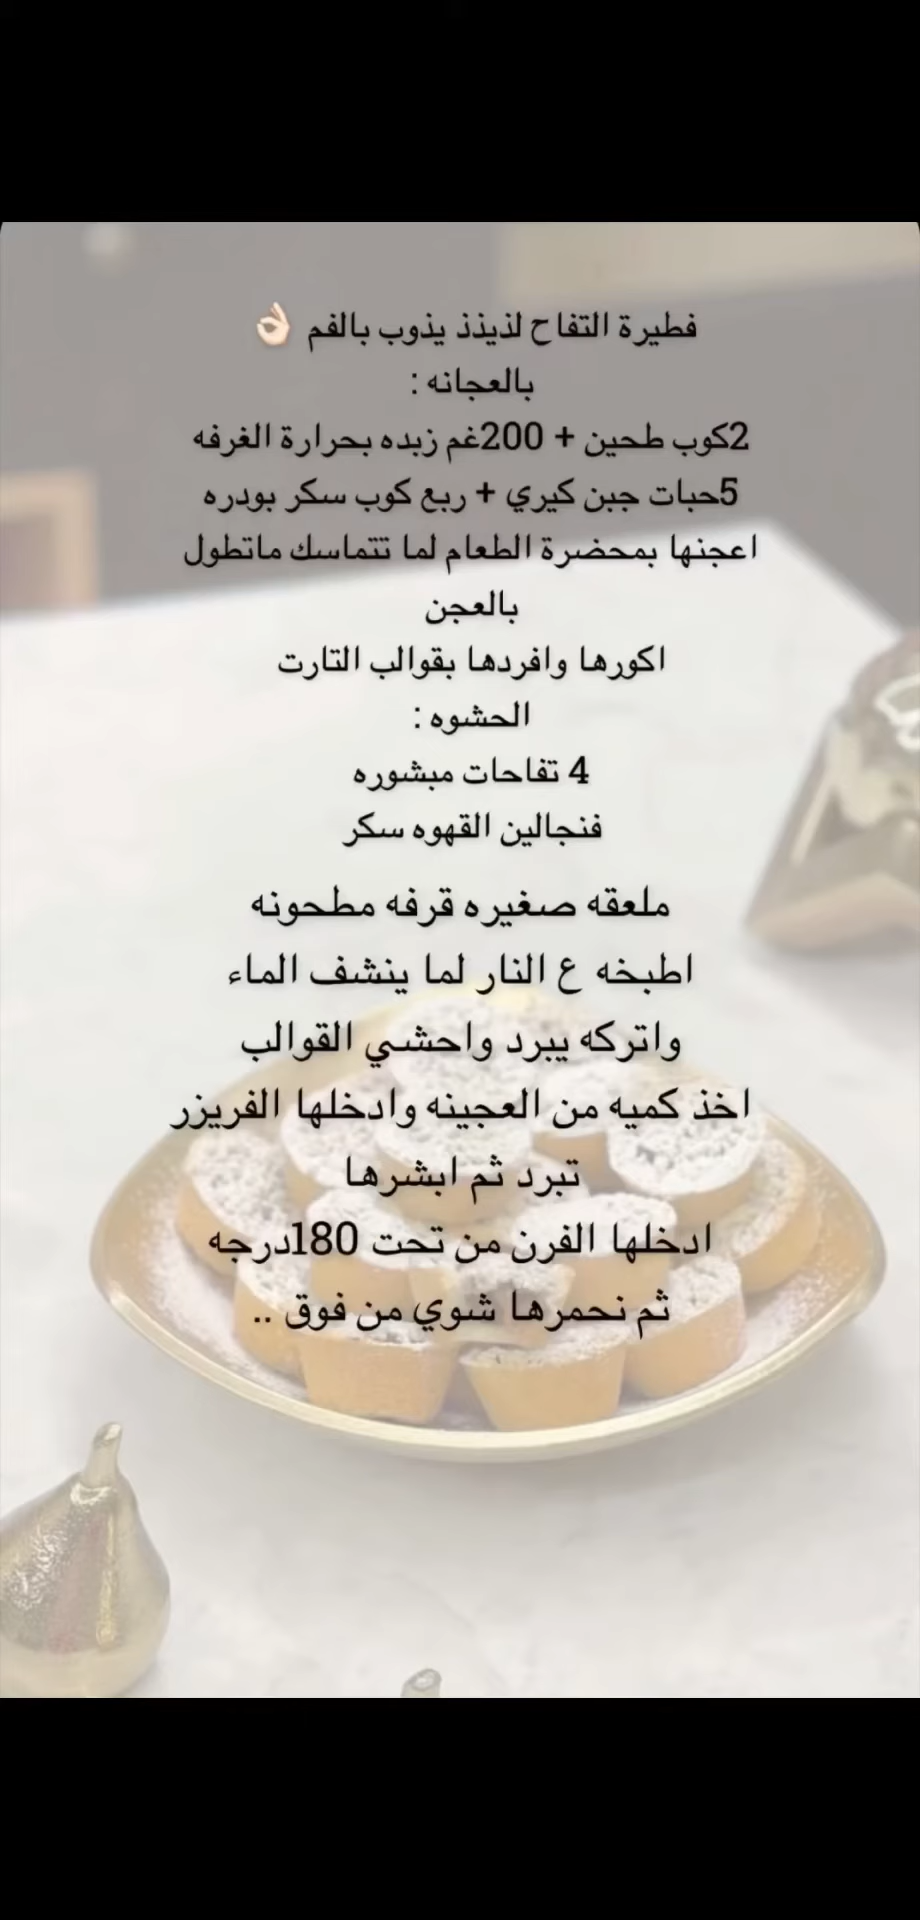 فطيرة التفاح لذيذذ يذوب بالفم 👌🏻
بالعجانه :
2كوب طحين + 200غم زبده بحرارة الغرفه
5حبات جبن كيري + ربع كوب سكر بودره
اعجنها بمحضرة الطعام لما تتماسك ماتطول
بالعجن
اكورها وافردها بقوالب التارت
الحشوه :
4 تفاحات مبشوره
فنجالين القهوه سكر
ملعقه صغيره قرفه مطحونه
اطبخه ع النار لما ينشف الماء
واتركه يبرد واحشي القوالب
اخذ كميه من العجينه وادخلها الفريزر
تبرد ثم ابشرها
ادخلها الفرن من تحت 180درجه
ثم نحمرها شوي من فوق ..